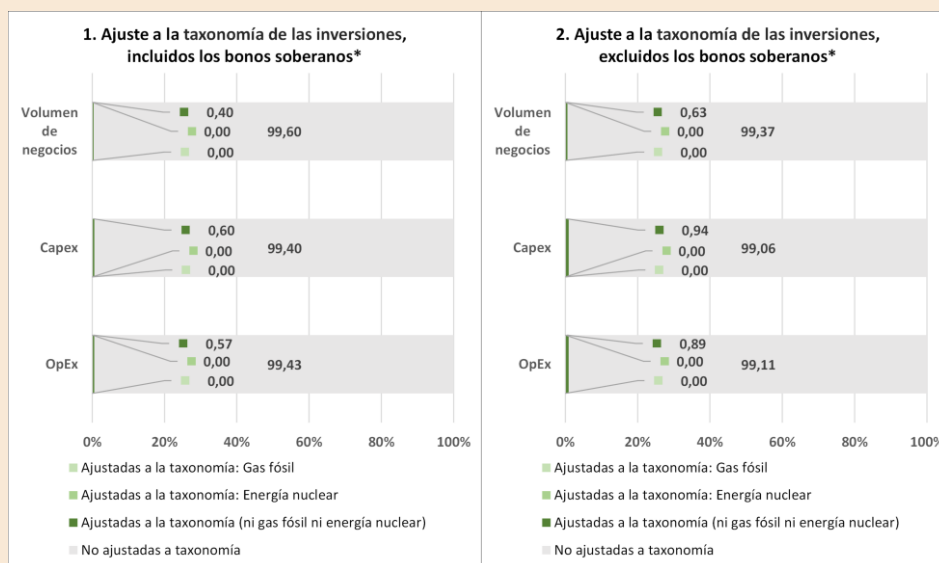 1. Ajuste a la taxonomía de las inversiones,
incluidos los bonos soberanos*
Volumen
de
negocios
0,40
0,00
0,00
99,60
Capex
0,60
0,00
0,00
99,40
OpEx
0,57
0,00
0,00
99,43
0% 20% 40% 60% 80% 100%
Ajustadas a la taxonomía: Gas fósil
Ajustadas a la taxonomía: Energía nuclear
Ajustadas a la taxonomía (ni gas fósil ni energía nuclear)
No ajustadas a taxonomía
2. Ajuste a la taxonomía de las inversiones,
excluidos los bonos soberanos*
Volumen
de
negocios
0,63
0,00
0,00
99,37
Capex
0,94
0,00
0,00
99,06
OpEx
0,89
0,00
0,00
99,11
0% 20% 40% 60% 80% 100%
Ajustadas a la taxonomía: Gas fósil
Ajustadas a la taxonomía: Energía nuclear
Ajustadas a la taxonomía (ni gas fósil ni energía nuclear)
No ajustadas a taxonomía